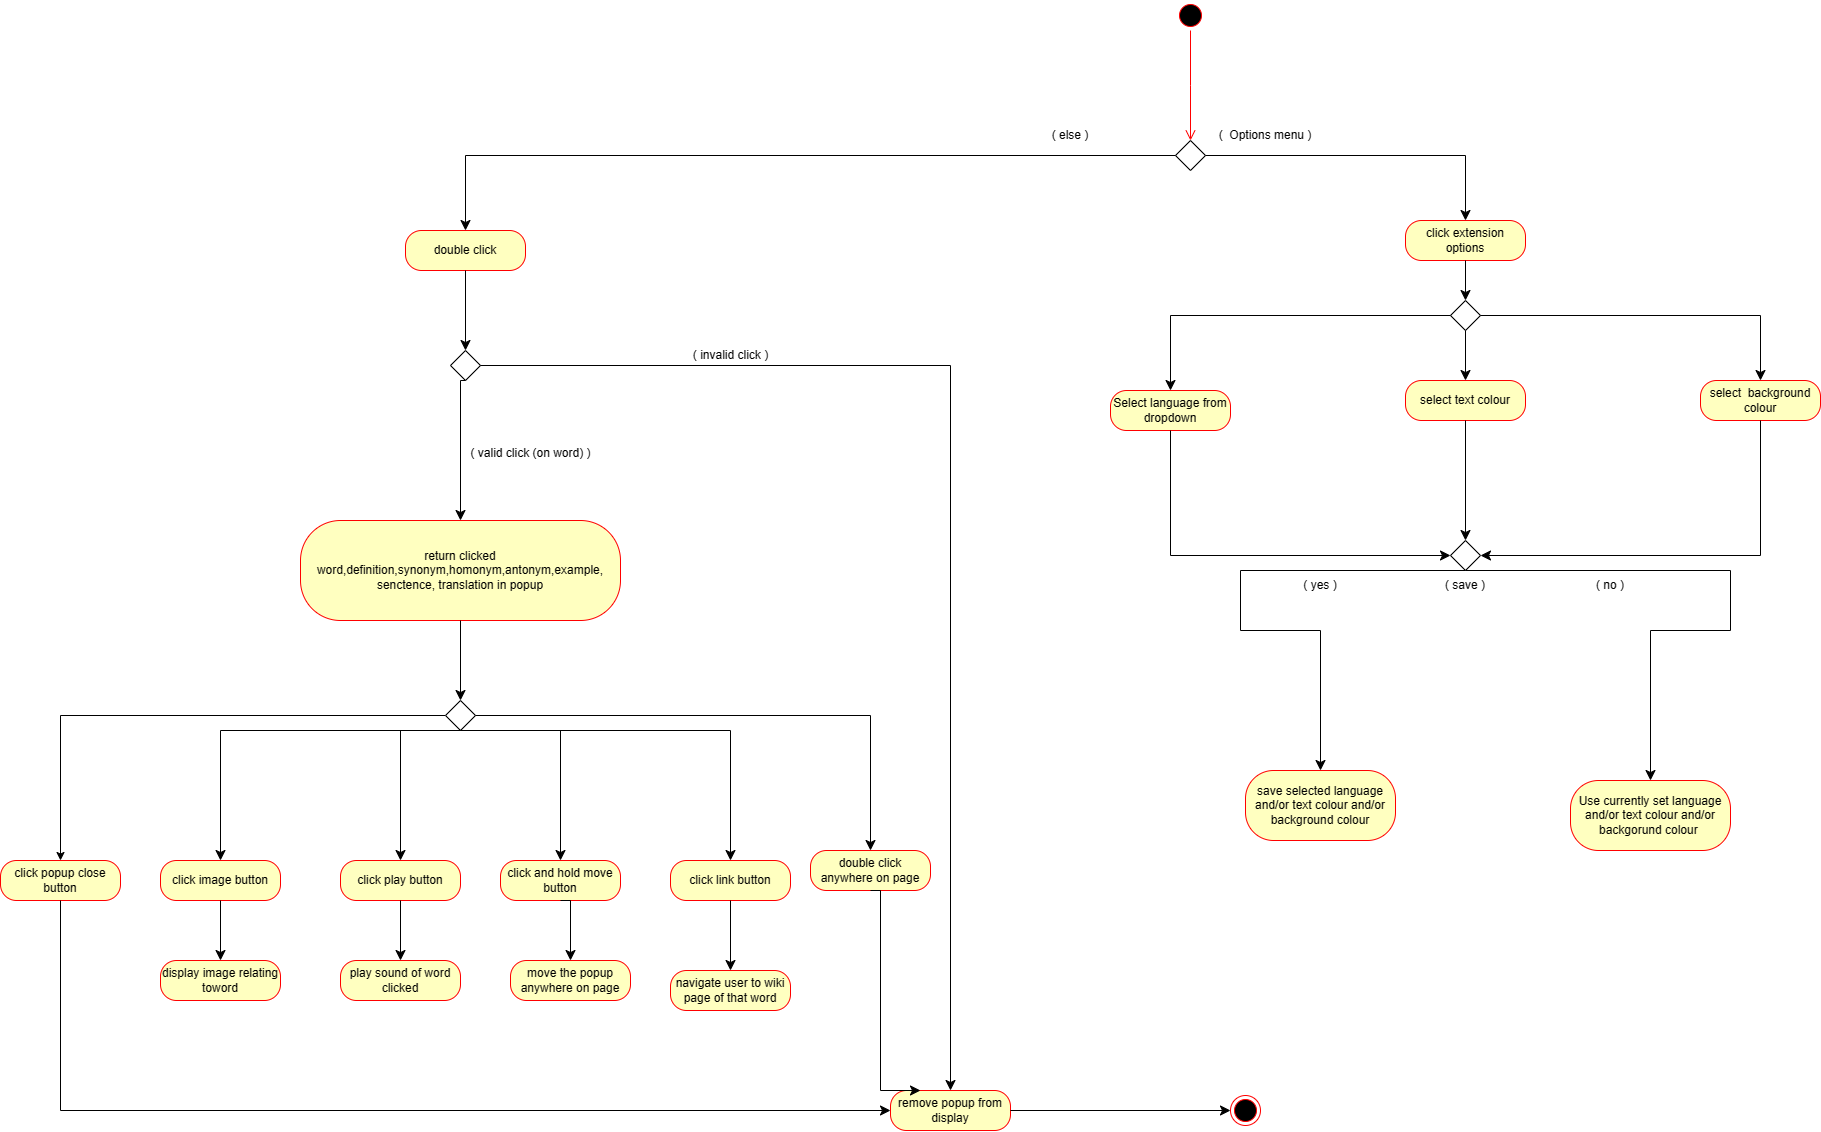 ( else )
( Options menu )
double click
click extension
options
( invalid click )
Select language from
dropdown
select text colour
select background
colour
( valid click (on word) )
return clicked
word,definition,synonym,homonym,antonym,example,
senctence, translation in popup
( yes )
( save )
( no )
save selected language
and/or text colour and/or
background colour
Use currently set language
and/or text colour and/or
backgorund colour
click popup close
button
click image button
click play button
click and hold move
button
click link button
double click
anywhere on page
display image relating
toword
play sound of word
clicked
move the popup
anywhere on page
navigate user to wiki
page of that word
remove popup from
display